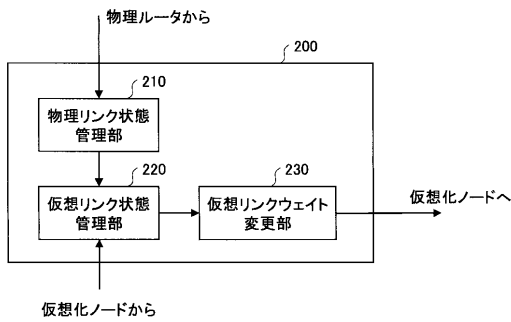 物理ルータから
200
210
物理リンク状態
管理部
220
仮想リンク状態
管理部
230
仮想リンクウェイト
変更部
仮想化ノードへ
仮想化ノードから